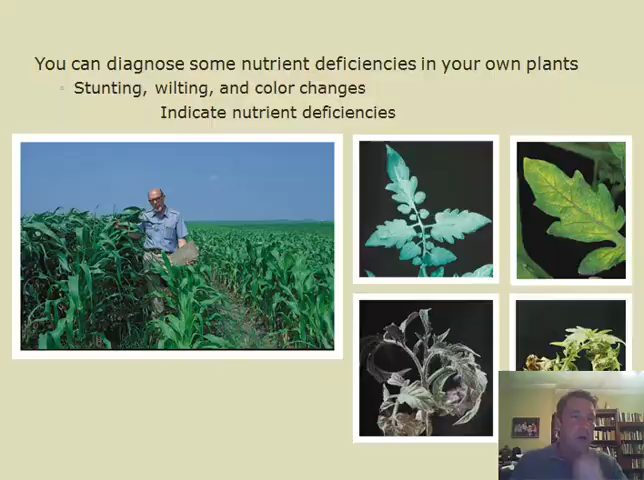 You can diagnose some nutrient deficiencies in your own plants
Stunting, wilting, and color changes
Indicate nutrient deficiencies